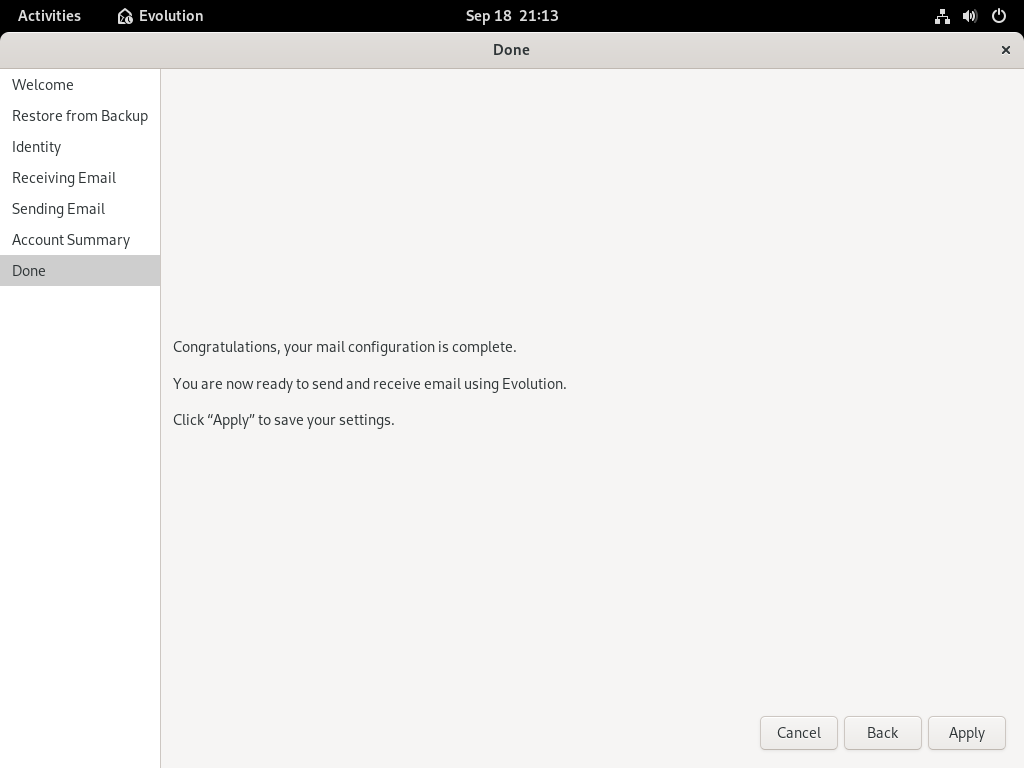 Activities
Evolution
Sep 18 21:13
Done
Welcome
Restore from Backup
Identity
Receiving Email
Sending Email
Account Summary
Done
Congratulations, your mail configuration is complete.
You are now ready to send and receive email using Evolution.
Click “Apply” to save your settings.
Cancel
Back
Apply